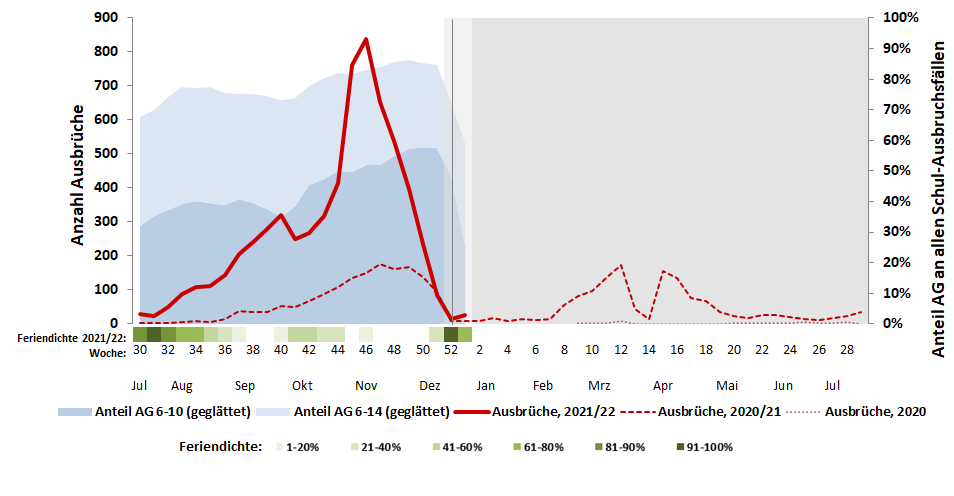 900 100%
800 90%
700 80%
600 70%
500 60%
400 50%
300 40%
200 30%
100 20%
0 10%
0%
Anzahl Ausbrüche
Anteil AG an allen Schul-Ausbruchsfällen
Feriendichte 2021/22:
Woche: 30 32 34 36 38 40 42 44 46 48 50 52 2 4 6 8 10 12 14 16 18 20 22 24 26 28
Jul Aug Sep Okt Nov Dez Jan Feb Mrz Apr Mai Jun Jul
Anteil AG 6-10 (geglättet) Anteil AG 6-14 (geglättet) Ausbrüche, 2021/22 Ausbrüche, 2020/21 Ausbrüche, 2020
Feriendichte: 1-20% 21-40% 41-60% 61-80% 81-90% 91-100%